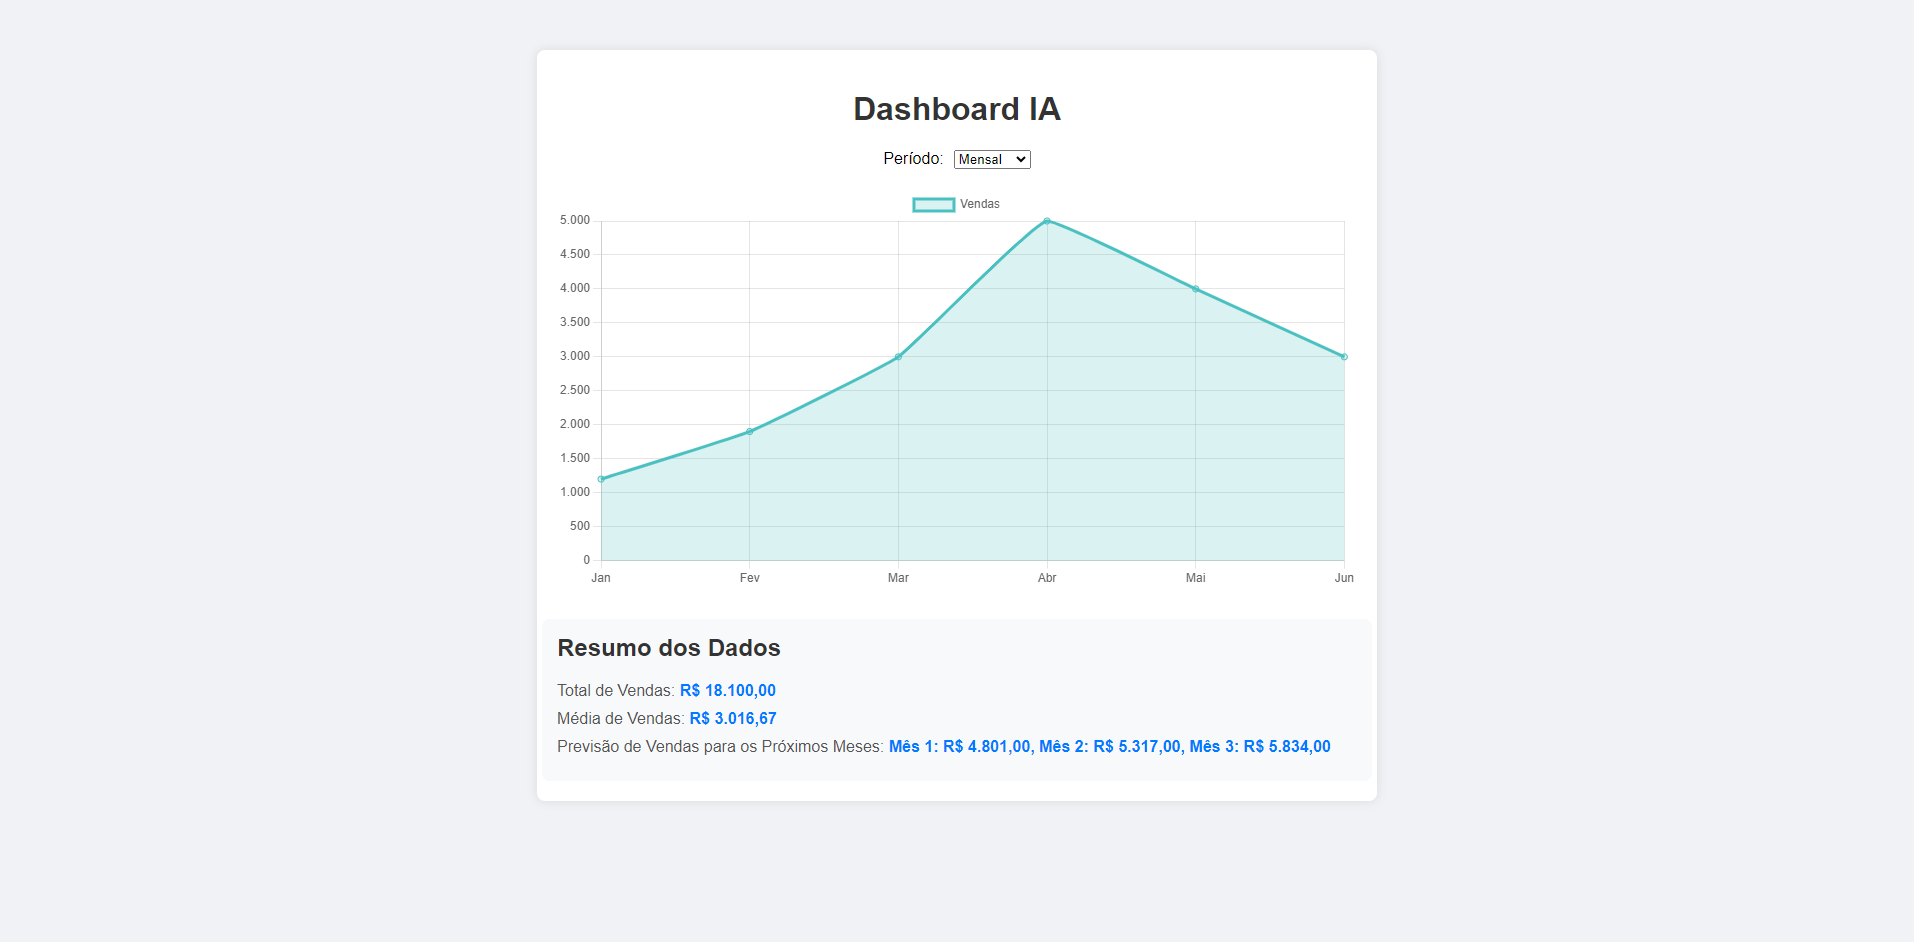 Dashboard IA
Período: Mensal
Vendas
5.000
4.500
4.000
3.500
3.000
2.500
2.000
1.500
1.000
500
0
Jan Fev Mar Abr Mai Jun
Resumo dos Dados
Total de Vendas: R$ 18.100,00
Média de Vendas: R$ 3.016,67
Previsão de Vendas para os Próximos Meses: Mês 1: R$ 4.801,00, Mês 2: R$ 5.317,00, Mês 3: R$ 5.834,00